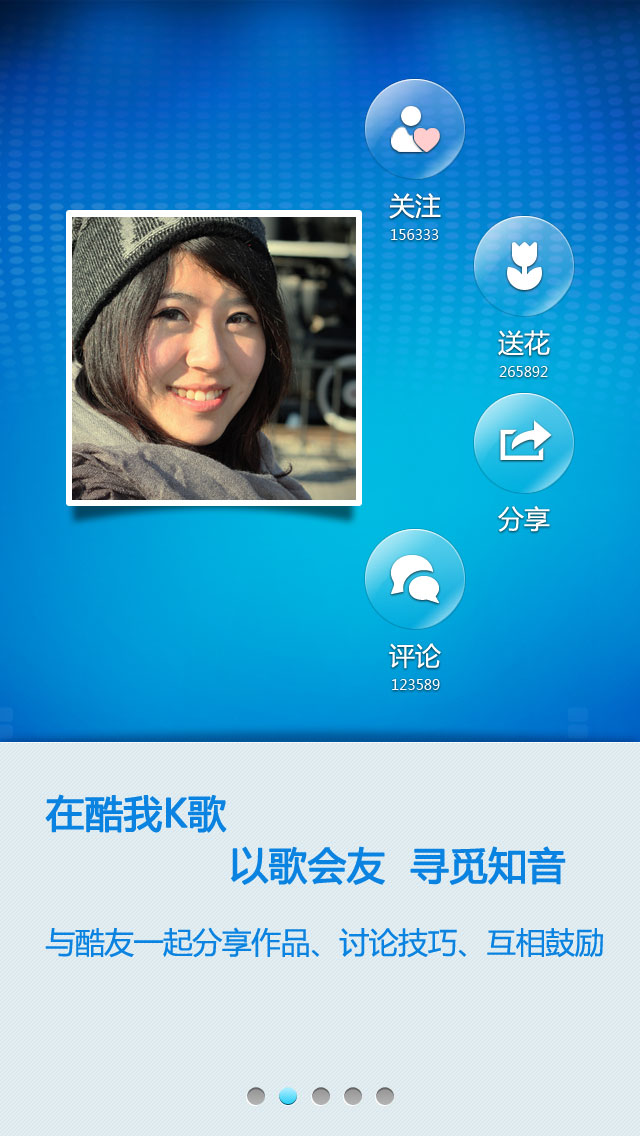 关注
156333
送花
265892
分享
评论
123589
在酷我K歌
以歌会友 寻觅知音
与酷友一起分享作品、讨论技巧、互相鼓励